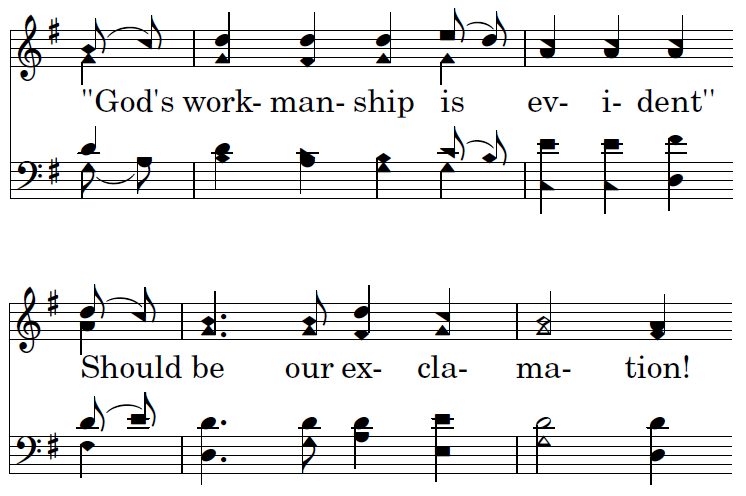 "God's work- man- ship is ev- i- dent"
Should be our ex- cla- ma- tion!